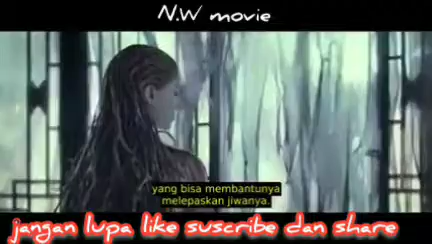 N.W movie
yang bisa membantunya
melepaskan jiwanya.
jangan lupa like suscribe dan share